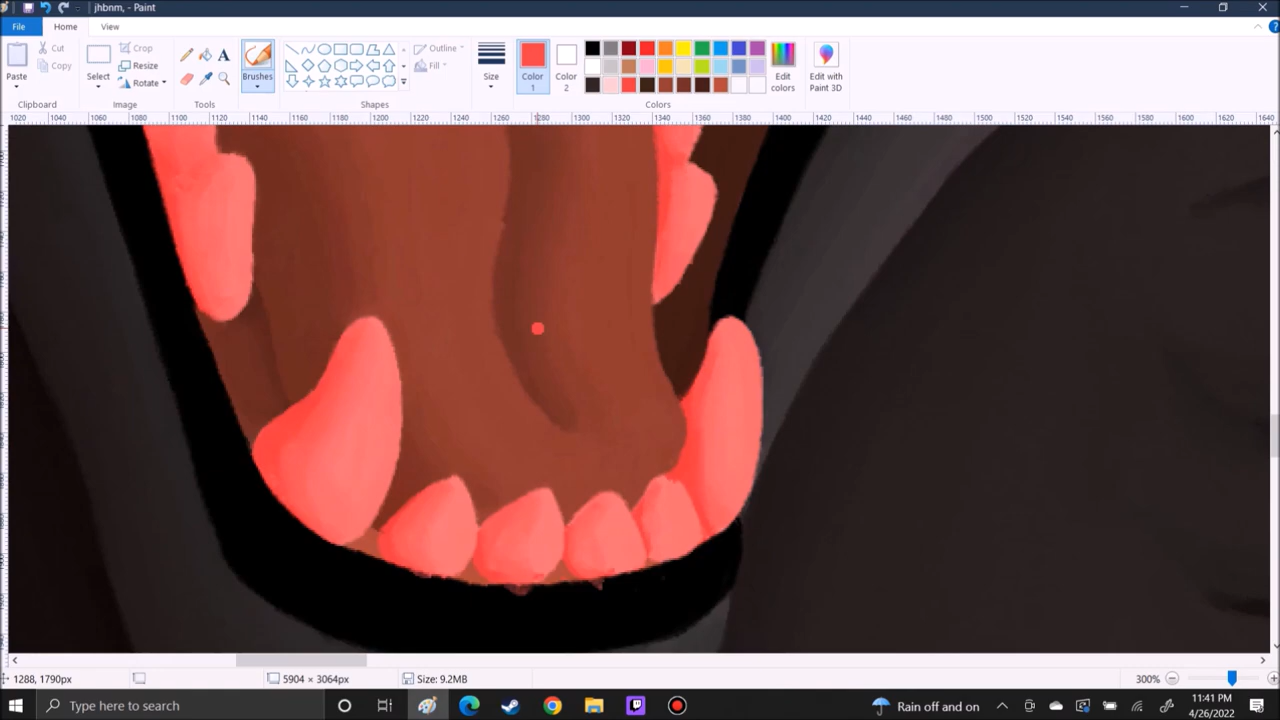 jhbnm, - Paint
File Home View
Paste
Cut
Copy
Clipboard
Select
Crop
Resize
Rotate
Image
A
Tools
Brushes
Shapes
Outline
Fill
Size
Color 1
Color 2
Colors
Edit colors
Edit with Paint 3D
1020 1040 1060 1080 1100 1120 1140 1160 1180 1200 1220 1240 1260 1280 1300 1320 1340 1360 1380 1400 1420 1440 1460 1480 1500 1520 1540 1560 1580 1600 1620 1640
1288, 1790px
5904 × 3064px
Size: 9.2MB
300%
Type here to search
Rain off and on
11:41 PM
4/26/2022